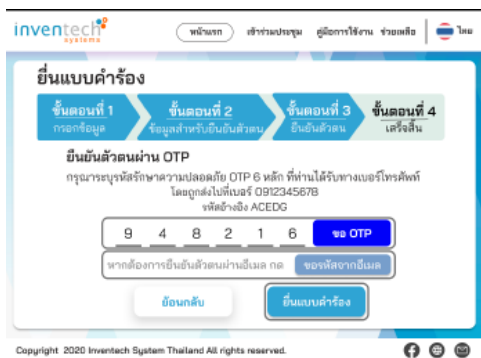 inventech
systems
หน้าแรก เข้าร่วมประชุม คู่มือการใช้งาน ช่วยเหลือ ไทย
ยื่นแบบคำร้อง
ขั้นตอนที่ 1 ขั้นตอนที่ 2 ขั้นตอนที่ 3 ขั้นตอนที่ 4
กรอกข้อมูล ข้อมูลสำหรับยืนยันตัวตน ยืนยันตัวตน เสร็จสิ้น
ยืนยันตัวตนผ่าน OTP
กรุณาระบุรหัสรักษาความปลอดภัย OTP 6 หลัก ที่ท่านได้รับทางเบอร์โทรศัพท์
โดยถูกส่งไปที่เบอร์ 0912345678
รหัสอ้างอิง ACEDG
9 4 8 2 1 6 ขอ OTP
หากต้องการยืนยันตัวตนผ่านอีเมล กด ขอรหัสจากอีเมล
ย้อนกลับ ยื่นแบบคำร้อง
Copyright 2020 Inventech System Thailand All rights reserved.